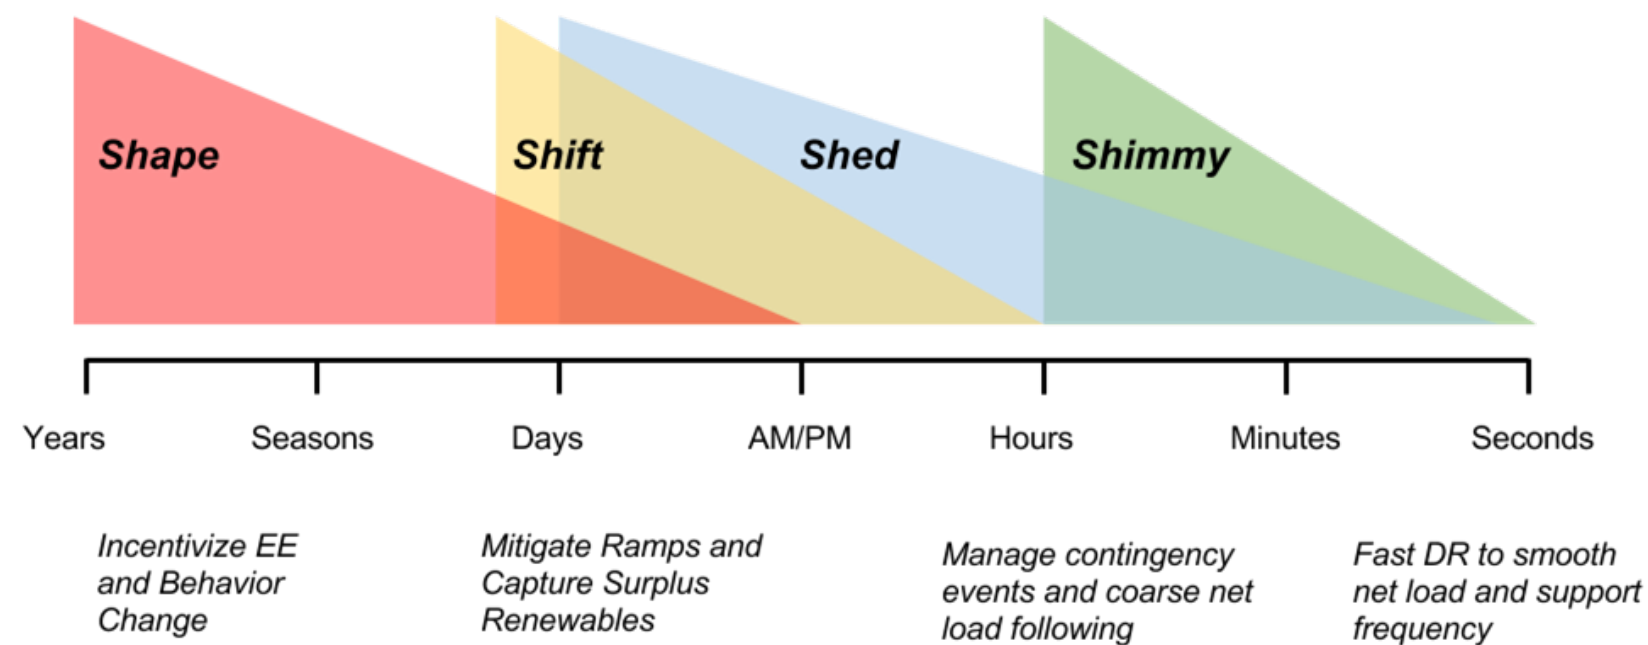 Shape
Shift
Shed
Shimmy
Years
Seasons
Days
AM/PM
Hours
Minutes
Seconds
Incentivize EE
and Behavior
Change
Mitigate Ramps and
Capture Surplus
Renewables
Manage contingency
events and coarse net
load following
Fast DR to smooth
net load and support
frequency